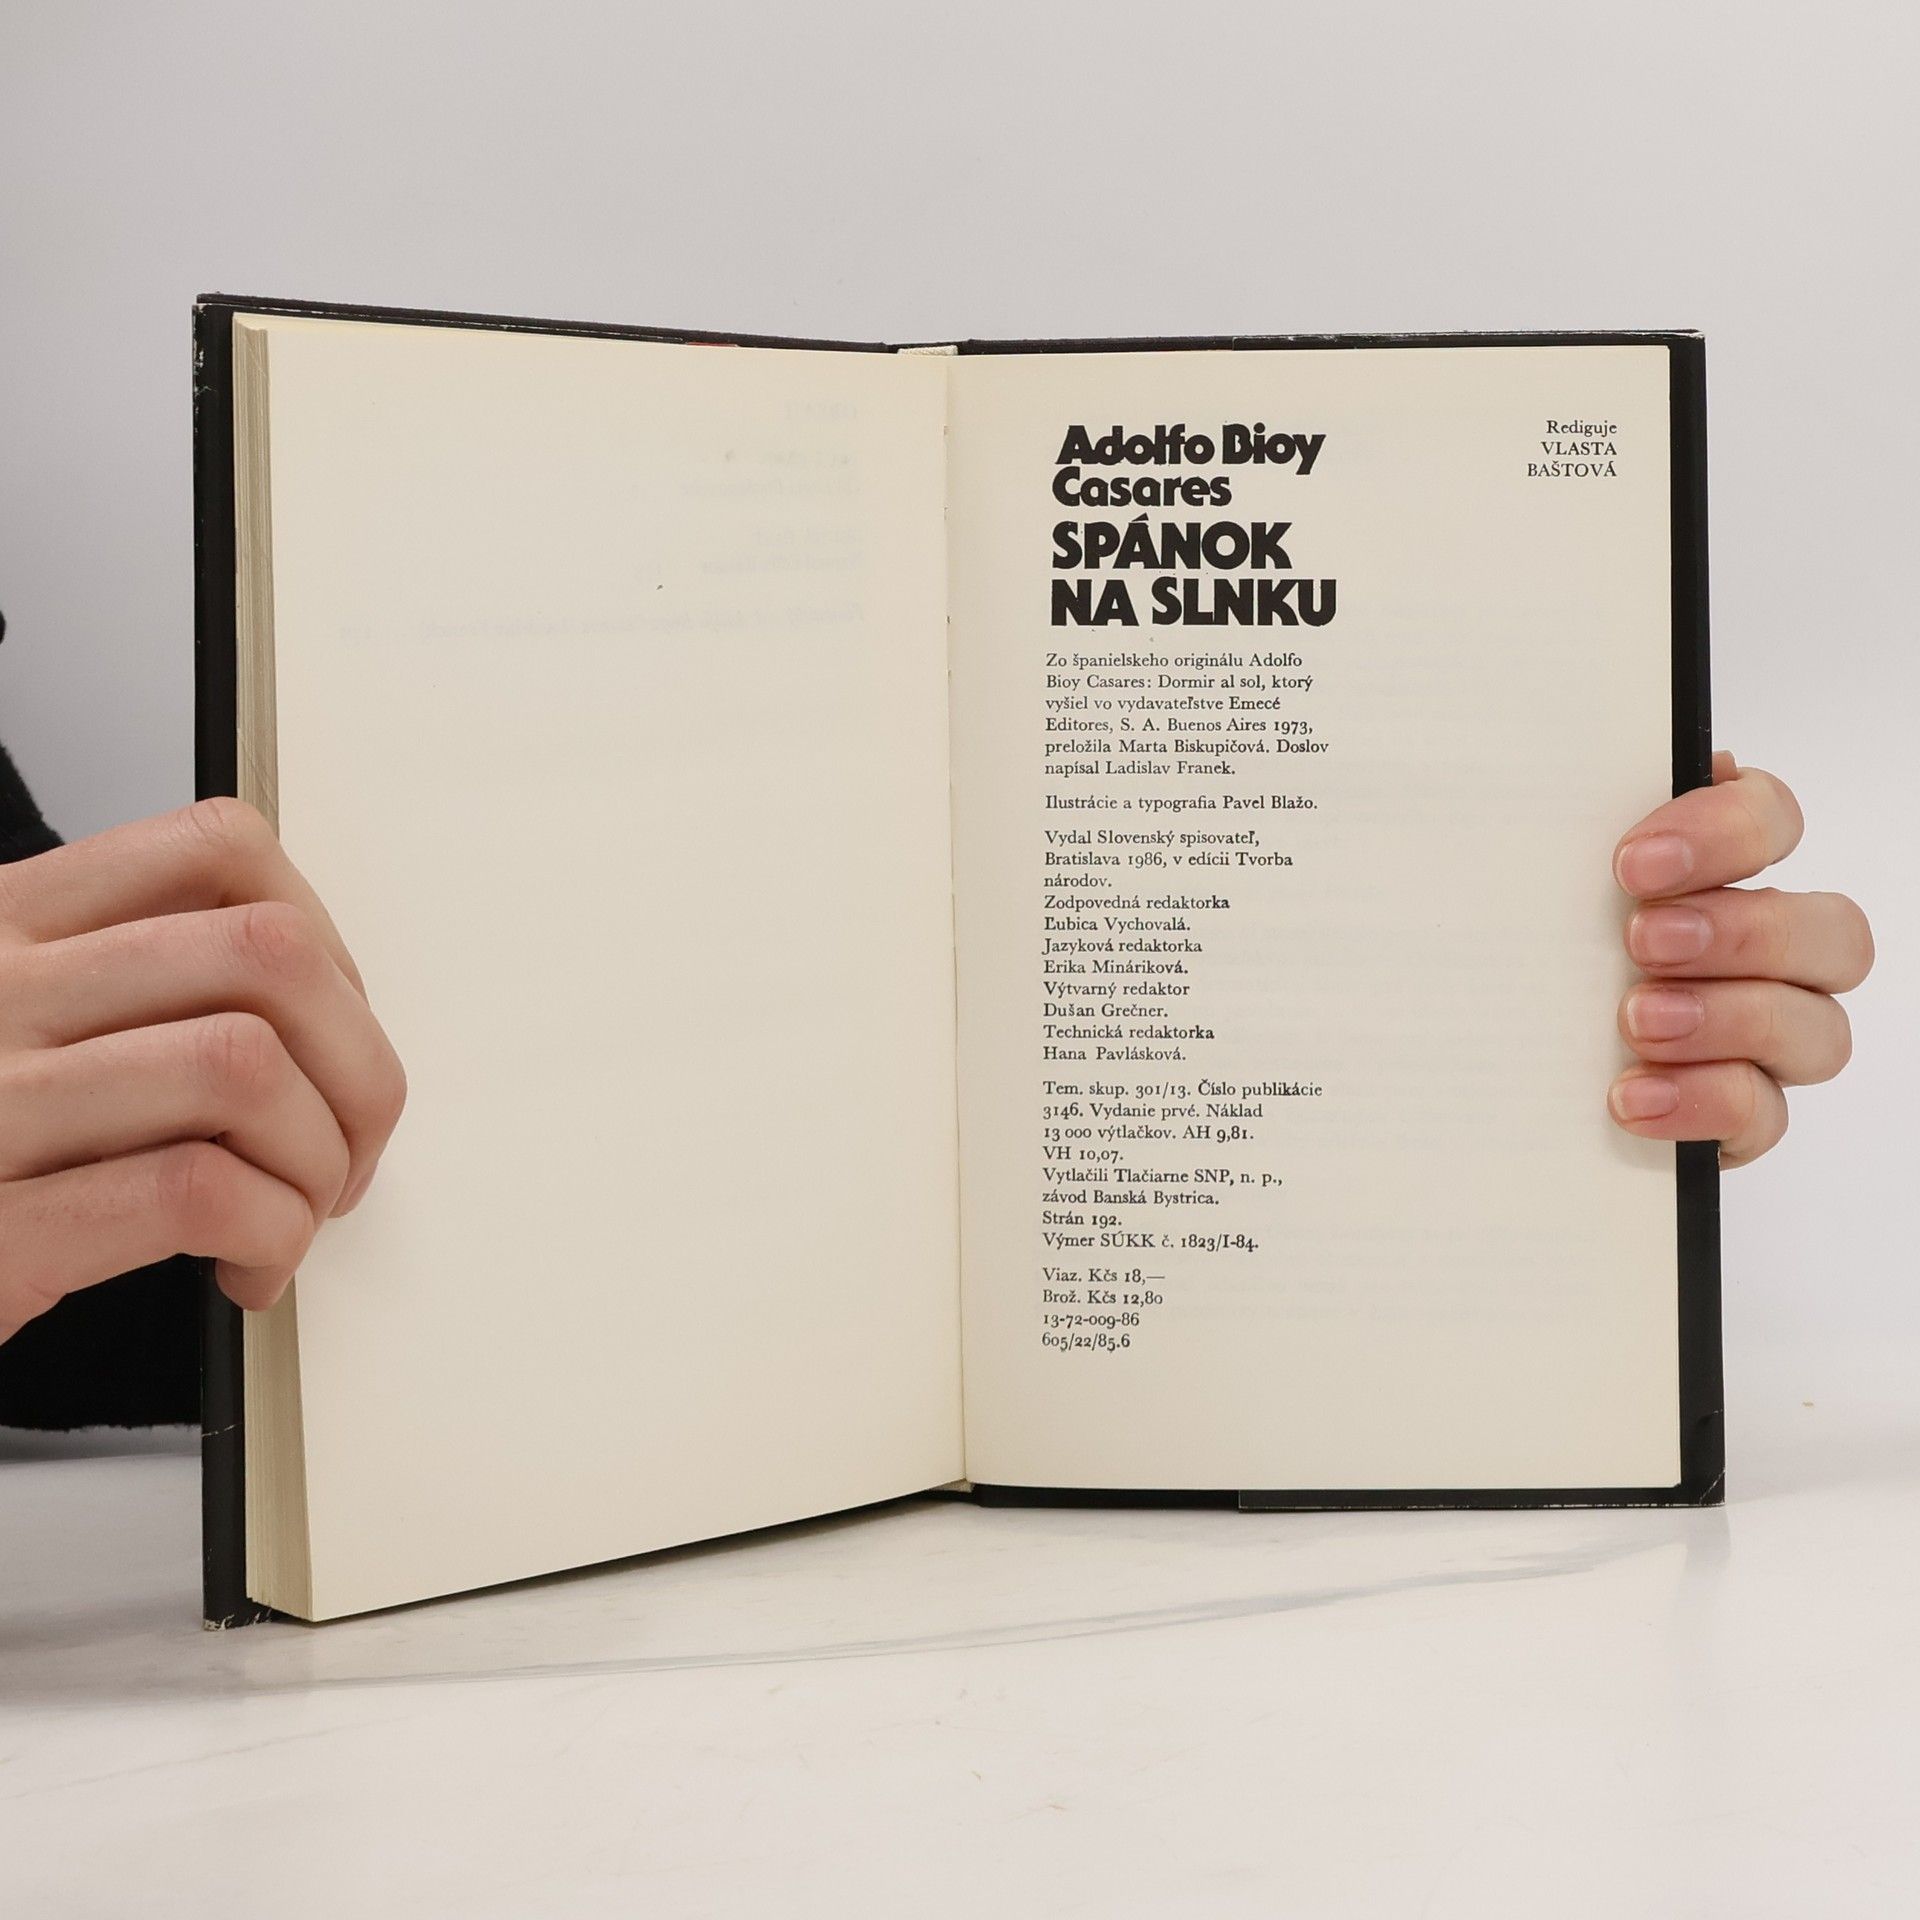 Adolfo Bioy
Casares
SPÁNOK
NA SLNKU
Rediguje
VLASTA
BAŠTOVÁ
Zo španielskeho originálu Adolfo
Bioy Casares: Dormir al sol, ktorý
vyšiel vo vydavateľstve Emecé
Editores, S. A. Buenos Aires 1973,
preložila Marta Biskupičová. Doslov
napísal Ladislav Franek.
Ilustrácie a typografia Pavel Blažo.
Vydal Slovenský spisovateľ,
Bratislava 1986, v edícii Tvorba
národov.
Zodpovedná redaktorka
Ľubica Vychovalá.
Jazyková redaktorka
Erika Mináriková.
Výtvarný redaktor
Dušan Grečner.
Technická redaktorka
Hana Pavlásková.
Tem. skup. 301/13. Číslo publikácie
3146. Vydanie prvé. Náklad
13 000 výtlačkov. AH 9,81.
VH 10,07.
Vytlačili Tlačiarne SNP, n. p.,
závod Banská Bystrica.
Strán 192.
Výmer SÚKK č. 1823/I-84.
Viaz. Kčs 18,—
Brož. Kčs 12,80
13-72-009-86
605/22/85.6